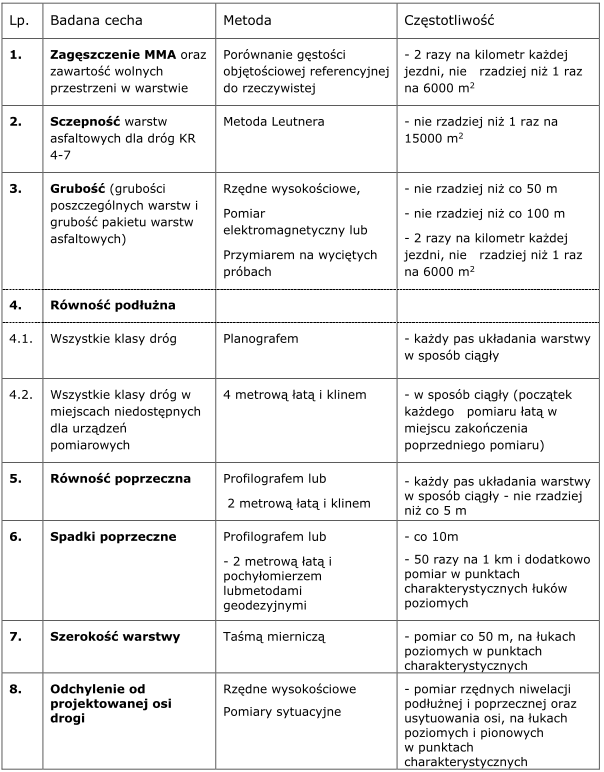 Lp. Badana cecha Metoda Częstotliwość
1. Zagęszczenie MMA oraz
zawartość wolnych
przestrzeni w warstwie
Porównanie gęstości
objętościowej referencyjnej
do rzeczywistej
- 2 razy na kilometr każdej
jezdni, nie rzadziej niż 1 raz
na 6000 m²
2. Sczepność warstw
asfaltowych dla dróg KR
4-7
Metoda Leutnera
- nie rzadziej niż 1 raz na
15000 m²
3. Grubość (grubości
poszczególnych warstw i
grubość pakietu warstw
asfaltowych)
Rzędne wysokościowe,
Pomiar
elektromagnetyczny lub
Przymiarem na wyciętych
próbach
- nie rzadziej niż co 50 m
- nie rzadziej niż co 100 m
- 2 razy na kilometr każdej
jezdni, nie rzadziej niż 1 raz
na 6000 m²
4. Równość podłużna
4.1. Wszystkie klasy dróg
Planografem
- każdy pas układania warstwy
w sposób ciągły
4.2. Wszystkie klasy dróg w
miejscach niedostępnych
dla urządzeń
pomiarowych
4 metrową łatą i klinem
- w sposób ciągły (początek
każdego pomiaru łatą w
miejscu zakończenia
poprzedniego pomiaru)
5. Równość poprzeczna
Profilografem lub
2 metrową łatą i klinem
- każdy pas układania warstwy
w sposób ciągły - nie rzadziej
niż co 5 m
6. Spadki poprzeczne
Profilografem lub
- 2 metrową łatą i
pochyłomierzem
lubmetodami
geodezyjnymi
- co 10m
- 50 razy na 1 km i dodatkowo
pomiar w punktach
charakterystycznych łuków
poziomych
7. Szerokość warstwy
Taśmą mierniczą
- pomiar co 50 m, na łukach
poziomych w punktach
charakterystycznych
8. Odchylenie od
projektowanej osi
drogi
Rzędne wysokościowe
Pomiary sytuacyjne
- pomiar rzędnych niwelacji
podłużnej i poprzecznej oraz
usytuowania osi, na łukach
poziomych i pionowych
w punktach
charakterystycznych